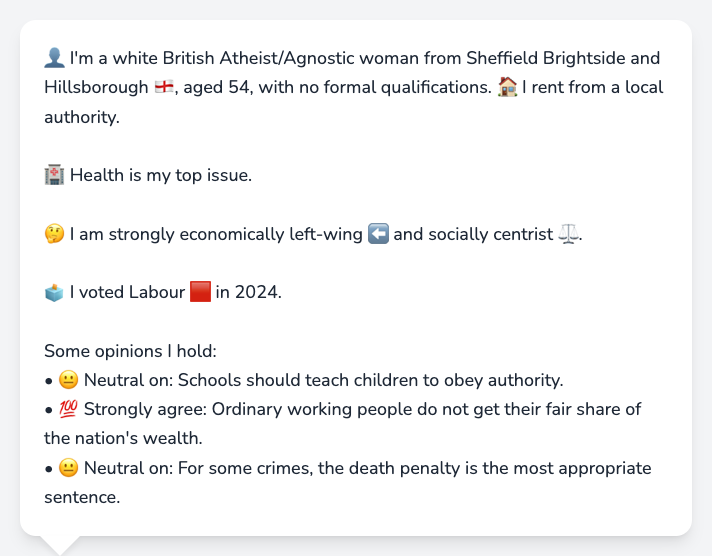 👤 I'm a white British Atheist/Agnostic woman from Sheffield Brightside and
Hillsborough 🏴󠁧󠁢󠁥󠁮󠁧󠁿, aged 54, with no formal qualifications. 🏠 I rent from a local
authority.
🏥 Health is my top issue.
🤔 I am strongly economically left-wing ⬅️ and socially centrist ⚖️.
🗳️ I voted Labour 🟥 in 2024.
Some opinions I hold:
• 😐 Neutral on: Schools should teach children to obey authority.
• 💯 Strongly agree: Ordinary working people do not get their fair share of
the nation's wealth.
• 😐 Neutral on: For some crimes, the death penalty is the most appropriate
sentence.